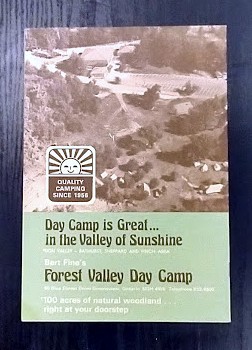 QUALITY
CAMPING
SINCE 1958
Day Camp is Great...
in the Valley of Sunshine
Bert Fine's
Forest Valley Day Camp
100 acres of natural woodland ...
right at your doorstep